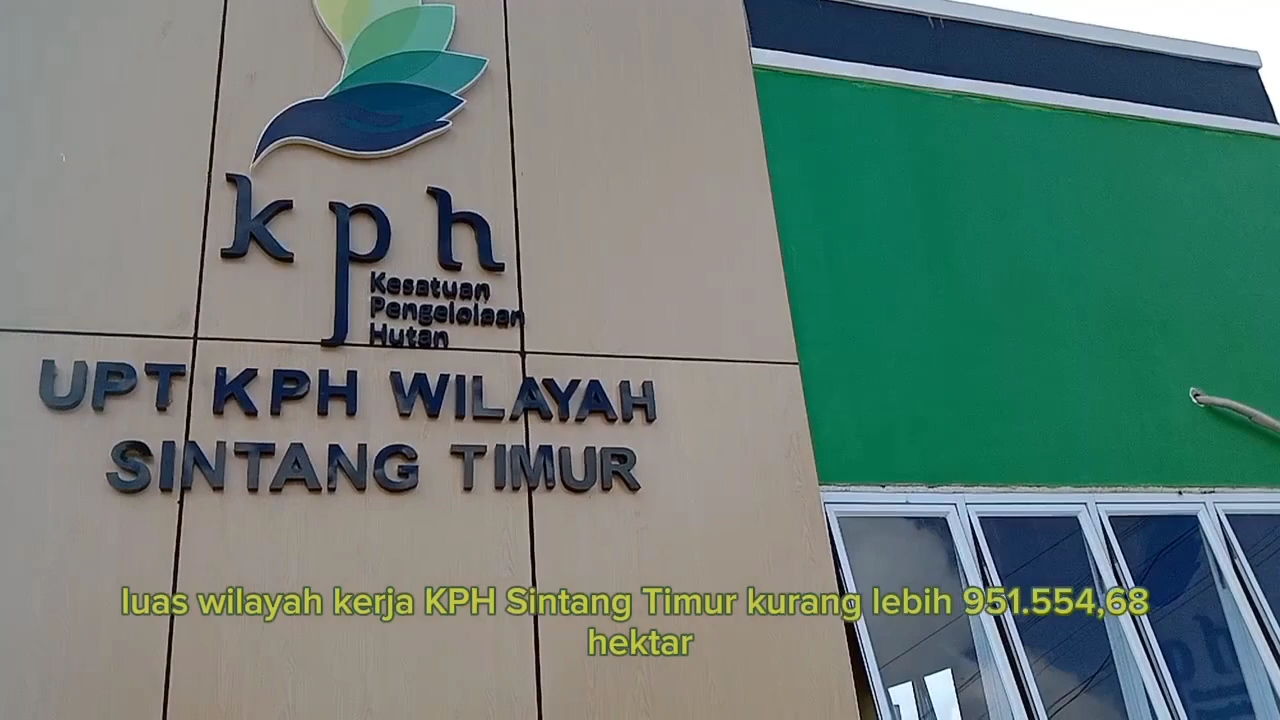 kph
Kesatuan
Pengelolaan
Hutan
UPT KPH WILAYAH
SINTANG TIMUR
luas wilayah kerja KPH Sintang Timur kurang lebih 951.554,68
hektar